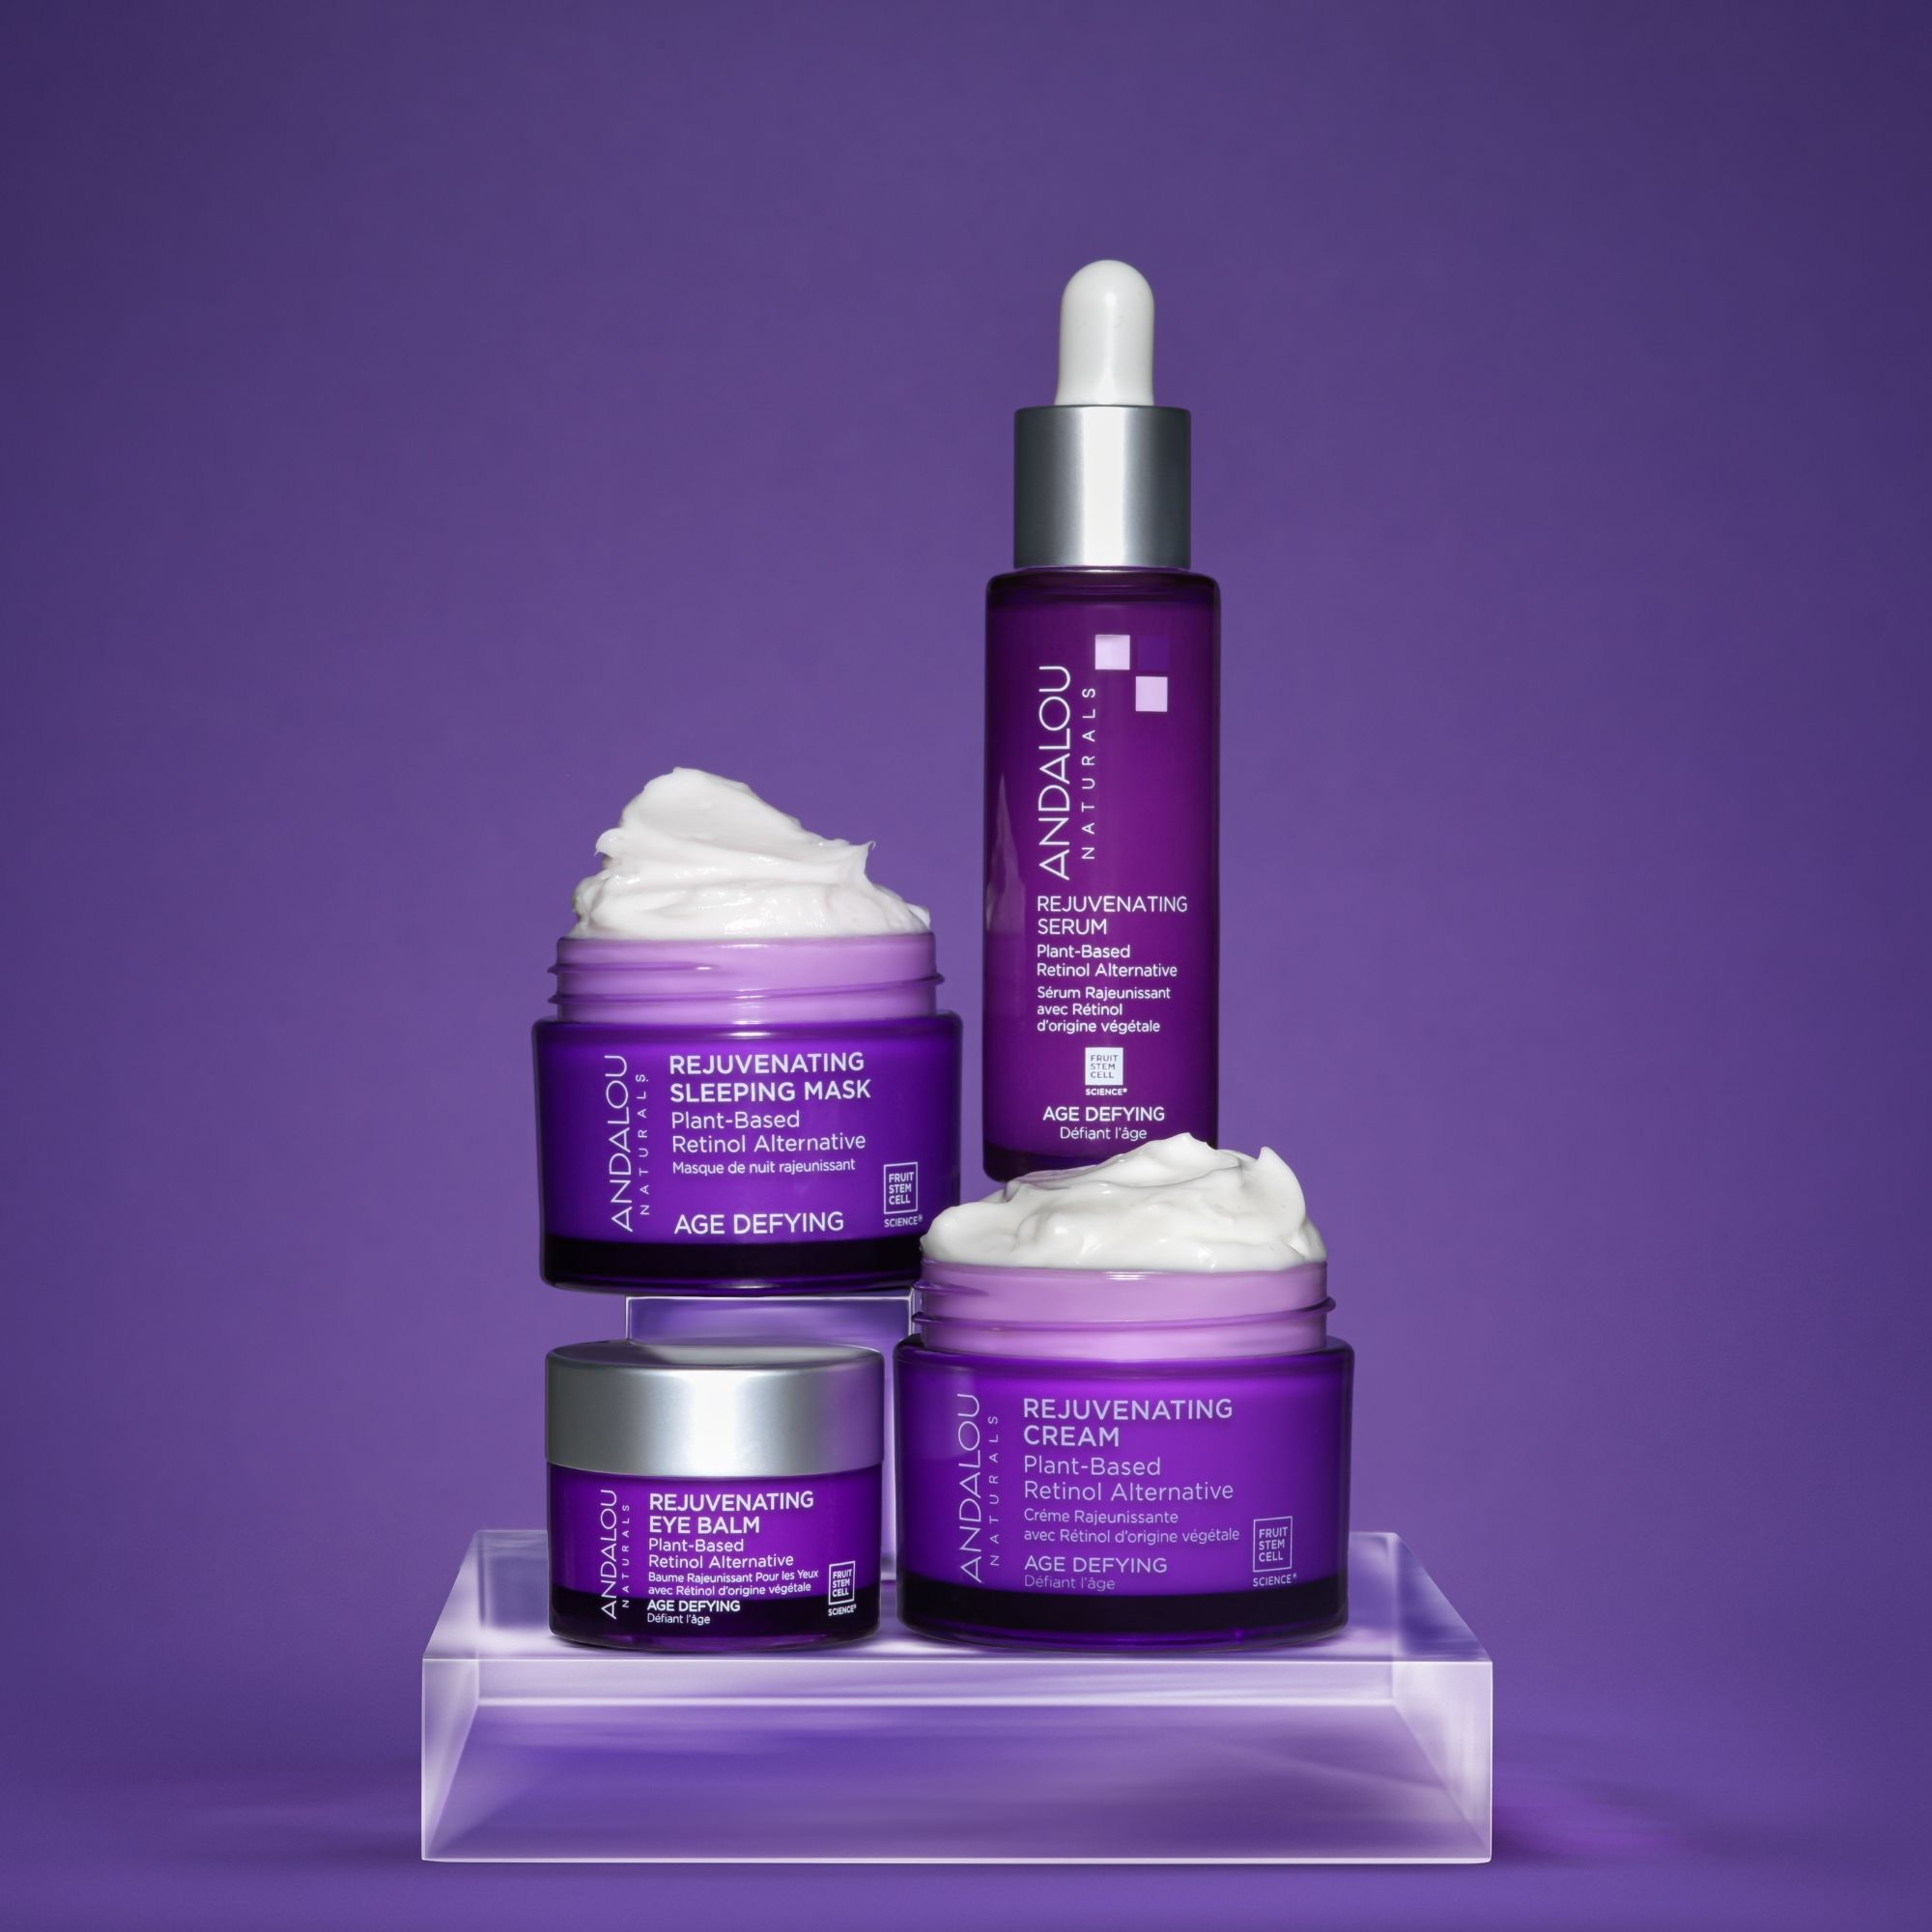 ANDALOU
NATURALS
REJUVENATING
SERUM
Plant-Based
Retinol Alternative
Sérum Rajeunissant
avec Rétinol
d'origine végétale
FRUIT
STEM
CELL
SCIENCE®
AGE DEFYING
Défiant l'âge
ANDALOU
NATURALS
REJUVENATING
SLEEPING MASK
Plant-Based
Retinol Alternative
Masque de nuit rajeunissant
FRUIT
STEM
CELL
SCIENCE®
AGE DEFYING
ANDALOU
NATURALS
REJUVENATING
EYE BALM
Plant-Based
Retinol Alternative
Baume Rajeunissant Pour les Yeux
avec Rétinol d'origine végétale
AGE DEFYING
Défiant l'âge
FRUIT
STEM
CELL
SCIENCE®
ANDALOU
NATURALS
REJUVENATING
CREAM
Plant-Based
Retinol Alternative
Créme Rajeunissante
avec Rétinol d'origine végétale
AGE DEFYING
Défiant l'âge
FRUIT
STEM
CELL
SCIENCE®